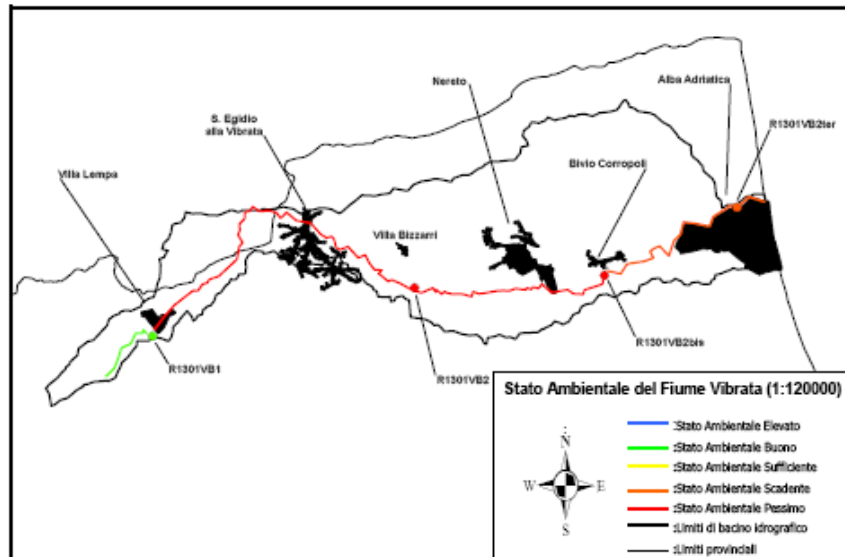 Alba Adriatica
Nereto
R1301VB2ter
S. Egidio
alla Vibrata
Bivio Corropoli
Villa Lempa
Villa Bizzarri
R1301VB2bis
R1301VB1
R1301VB2
Stato Ambientale del Fiume Vibrata (1:120000)
:Stato Ambientale Elevato
:Stato Ambientale Buono
:Stato Ambientale Sufficiente
:Stato Ambientale Scadente
:Stato Ambientale Pessimo
:Limiti di bacino idrografico
:Limiti provinciali
N
W
E
S